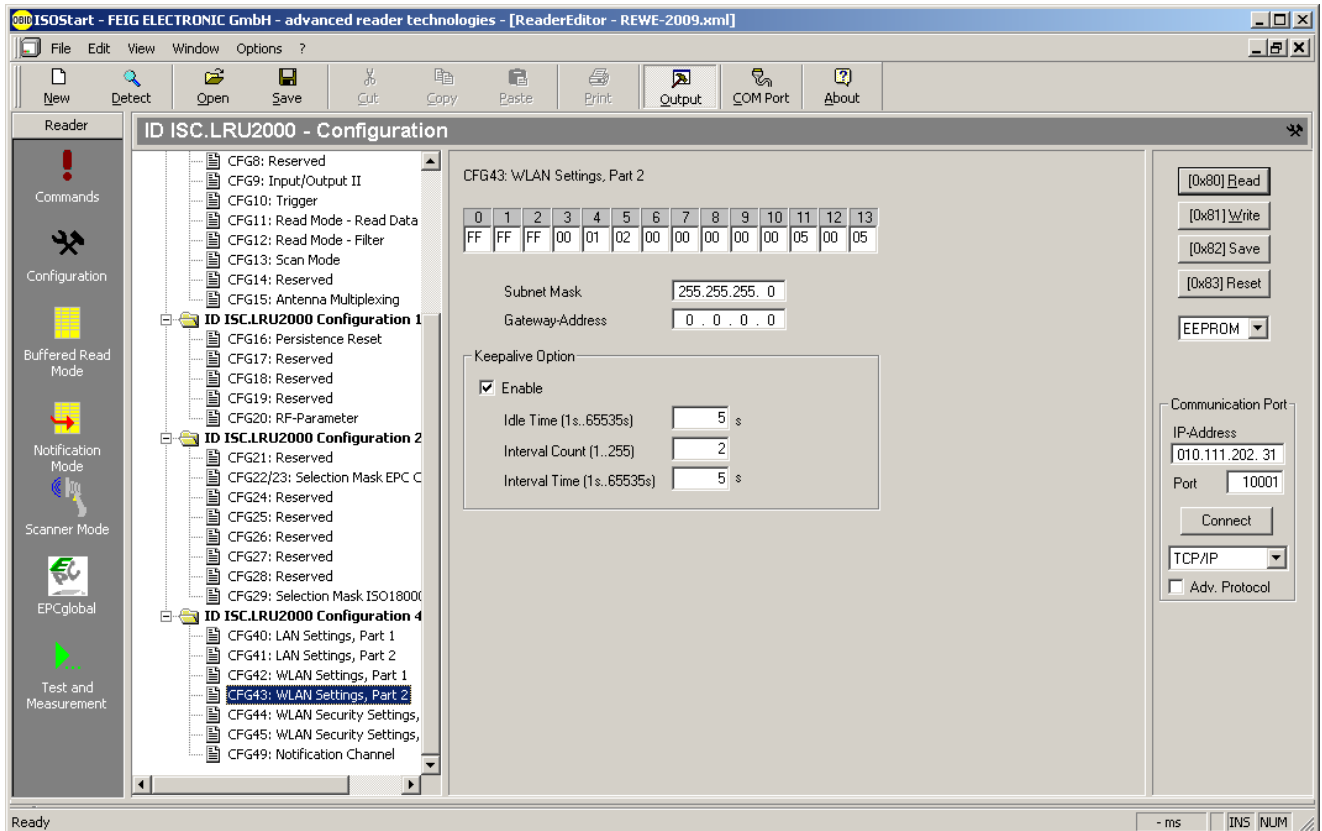 OBID ISOStart - FEIG ELECTRONIC GmbH - advanced reader technologies - [ReaderEditor - REWE-2009.xml]
File Edit View Window Options ?
New Detect Open Save Cut Copy Paste Print Output COM Port About
Reader
ID ISC.LRU2000 - Configuration
Commands
Configuration
Buffered Read
Mode
Notification
Mode
Scanner Mode
EPCglobal
Test and
Measurement
CFG8: Reserved
CFG9: Input/Output II
CFG10: Trigger
CFG11: Read Mode - Read Data
CFG12: Read Mode - Filter
CFG13: Scan Mode
CFG14: Reserved
CFG15: Antenna Multiplexing
ID ISC.LRU2000 Configuration 1
CFG16: Persistence Reset
CFG17: Reserved
CFG18: Reserved
CFG19: Reserved
CFG20: RF-Parameter
ID ISC.LRU2000 Configuration 2
CFG21: Reserved
CFG22/23: Selection Mask EPC C
CFG24: Reserved
CFG25: Reserved
CFG26: Reserved
CFG27: Reserved
CFG28: Reserved
CFG29: Selection Mask ISO1800(
ID ISC.LRU2000 Configuration 4
CFG40: LAN Settings, Part 1
CFG41: LAN Settings, Part 2
CFG42: WLAN Settings, Part 1
CFG43: WLAN Settings, Part 2
CFG44: WLAN Security Settings,
CFG45: WLAN Security Settings,
CFG49: Notification Channel
CFG43: WLAN Settings, Part 2
0 1 2 3 4 5 6 7 8 9 10 11 12 13
FF FF FF 00 01 02 00 00 00 00 00 05 00 05
Subnet Mask 255.255.255. 0
Gateway-Address 0 . 0 . 0 . 0
Keepalive Option
Enable
Idle Time (1s..65535s) 5 s
Interval Count (1..255) 2
Interval Time (1s..65535s) 5 s
[0x80] Read
[0x81] Write
[0x82] Save
[0x83] Reset
EEPROM
Communication Port
IP-Address
010.111.202. 31
Port 10001
Connect
TCP/IP
Adv. Protocol
Ready
- ms INS NUM